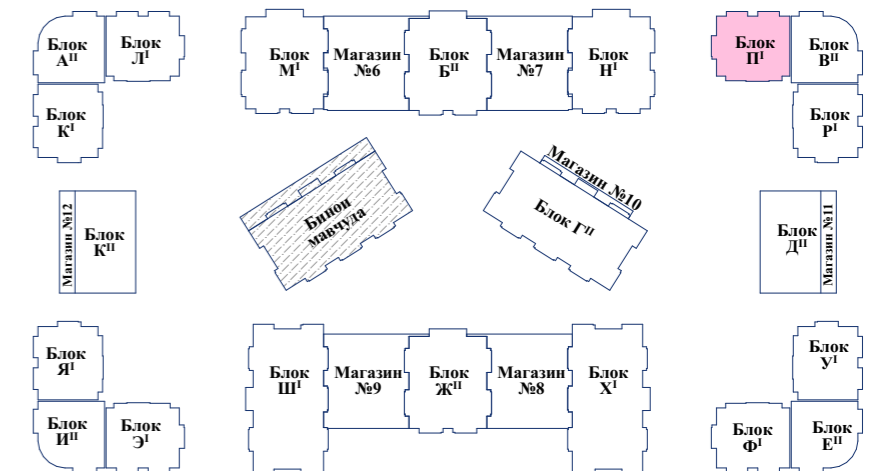 Блок
Aᴵᴵ
Блок
Лᴵ
Блок
Мᴵ
Магазин
№6
Блок
Бᴵᴵ
Магазин
№7
Блок
Нᴵ
Блок
Пᴵ
Блок
Вᴵᴵ
Блок
Кᴵ
Блок
Рᴵ
Магазин №12
Блок
Кᴵᴵ
Бинои
мавчуда
Магазин №10
Блок Гᴵᴵ
Блок
Дᴵᴵ
Магазин №11
Блок
Яᴵ
Блок
Шᴵ
Магазин
№9
Блок
Жᴵᴵ
Магазин
№8
Блок
Хᴵ
Блок
Уᴵ
Блок
Иᴵᴵ
Блок
Эᴵ
Блок
Фᴵ
Блок
Еᴵᴵ